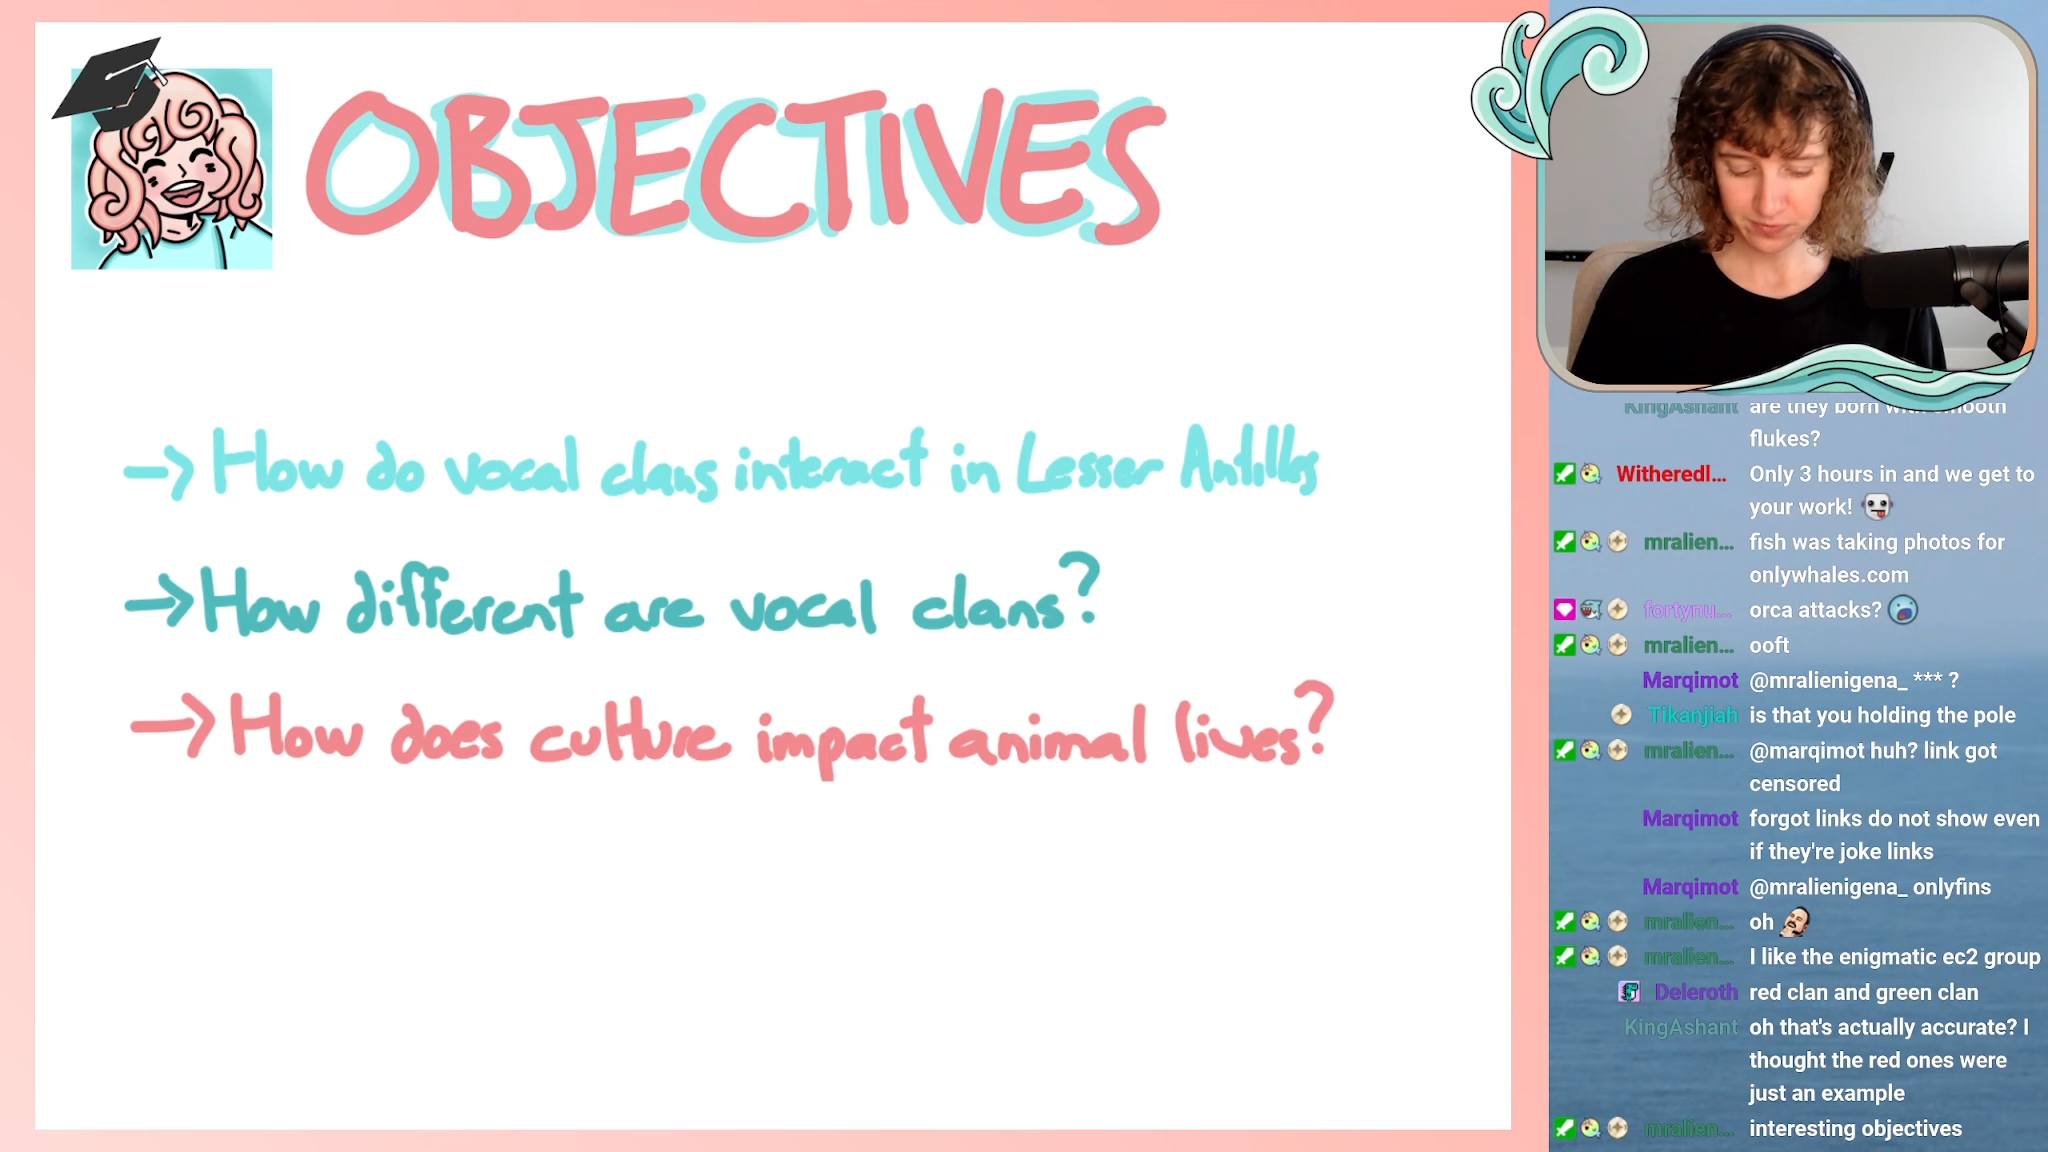 OBJECTIVES
→ How do vocal clans interact in Lesser Antilles
→ How different are vocal clans?
→ How does culture impact animal lives?
KingAshant are they born
flukes?
Witheredl... Only 3 hours in and we get to
your work!
mralien... fish was taking photos for
onlywhales.com
fortynu... orca attacks?
mralien... ooft
Marqimot @mralienigena_ *** ?
Tikanjiah is that you holding the pole
mralien... @marqimot huh? link got
censored
Marqimot forgot links do not show even
if they're joke links
Marqimot @mralienigena_ onlyfins
mralien... oh
mralien... I like the enigmatic ec2 group
Deleroth red clan and green clan
KingAshant oh that's actually accurate? I
thought the red ones were
just an example
mralien... interesting objectives